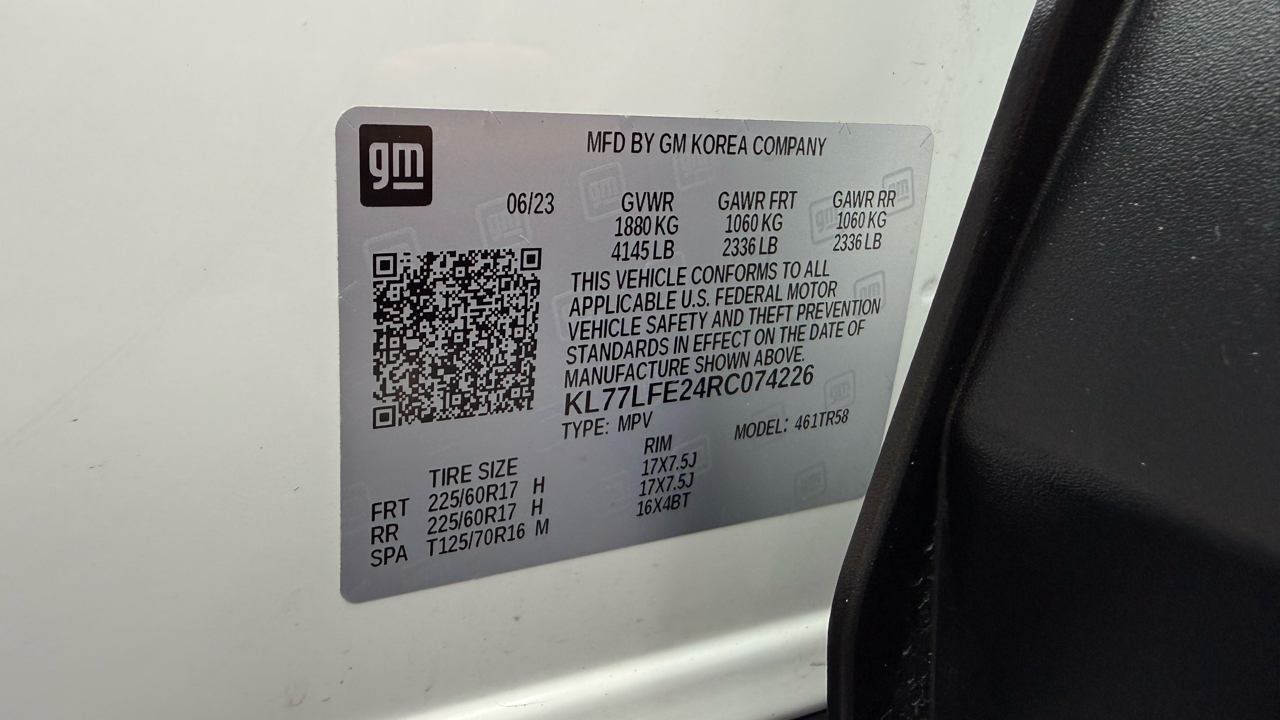 gm
MFD BY GM KOREA COMPANY
06/23 GVWR GAWR FRT GAWR RR
1880 KG 1060 KG 1060 KG
4145 LB 2336 LB 2336 LB
THIS VEHICLE CONFORMS TO ALL
APPLICABLE U.S. FEDERAL MOTOR
VEHICLE SAFETY AND THEFT PREVENTION
STANDARDS IN EFFECT ON THE DATE OF
MANUFACTURE SHOWN ABOVE.
KL77LFE24RC074226
TYPE: MPV MODEL: 461TR58
TIRE SIZE RIM
FRT 225/60R17 H 17X7.5J
RR 225/60R17 H 17X7.5J
SPA T125/70R16 M 16X4BT